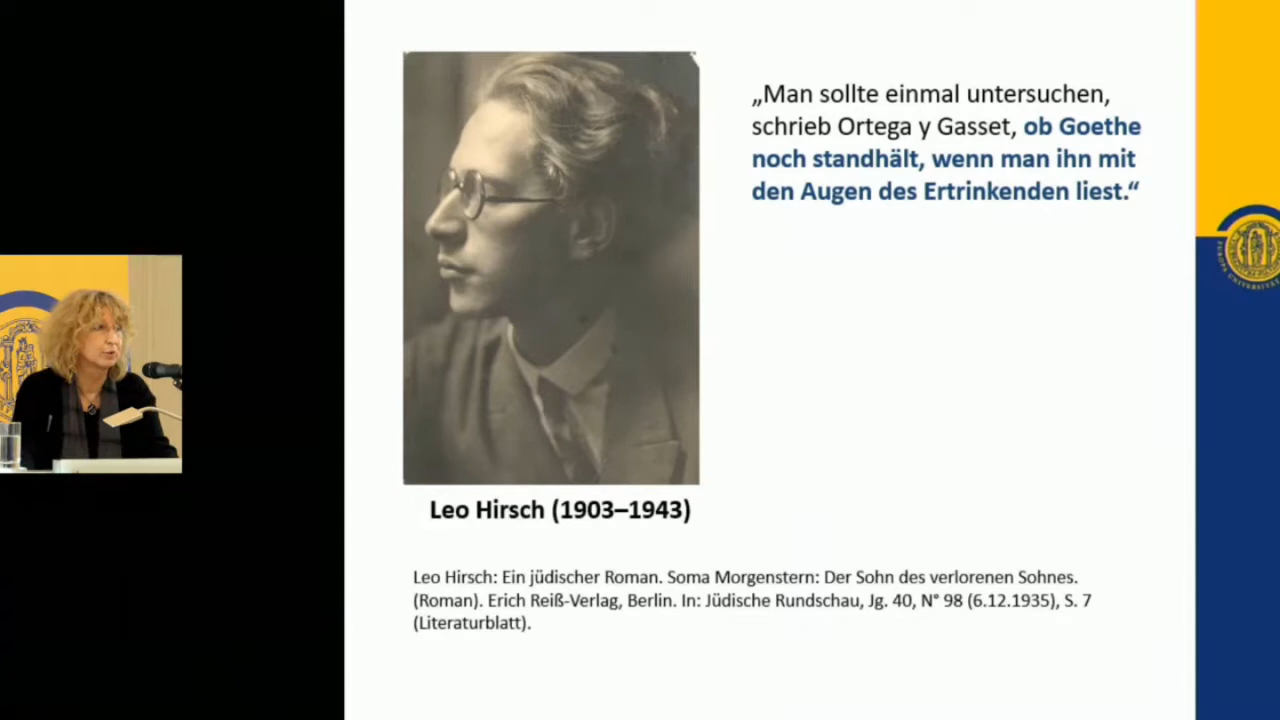 „Man sollte einmal untersuchen,
schrieb Ortega y Gasset, ob Goethe
noch standhält, wenn man ihn mit
den Augen des Ertrinkenden liest.“
Leo Hirsch (1903–1943)
Leo Hirsch: Ein jüdischer Roman. Soma Morgenstern: Der Sohn des verlorenen Sohnes.
(Roman). Erich Reiß-Verlag, Berlin. In: Jüdische Rundschau, Jg. 40, N° 98 (6.12.1935), S. 7
(Literaturblatt).
EUROPA UNIVERSITÄT